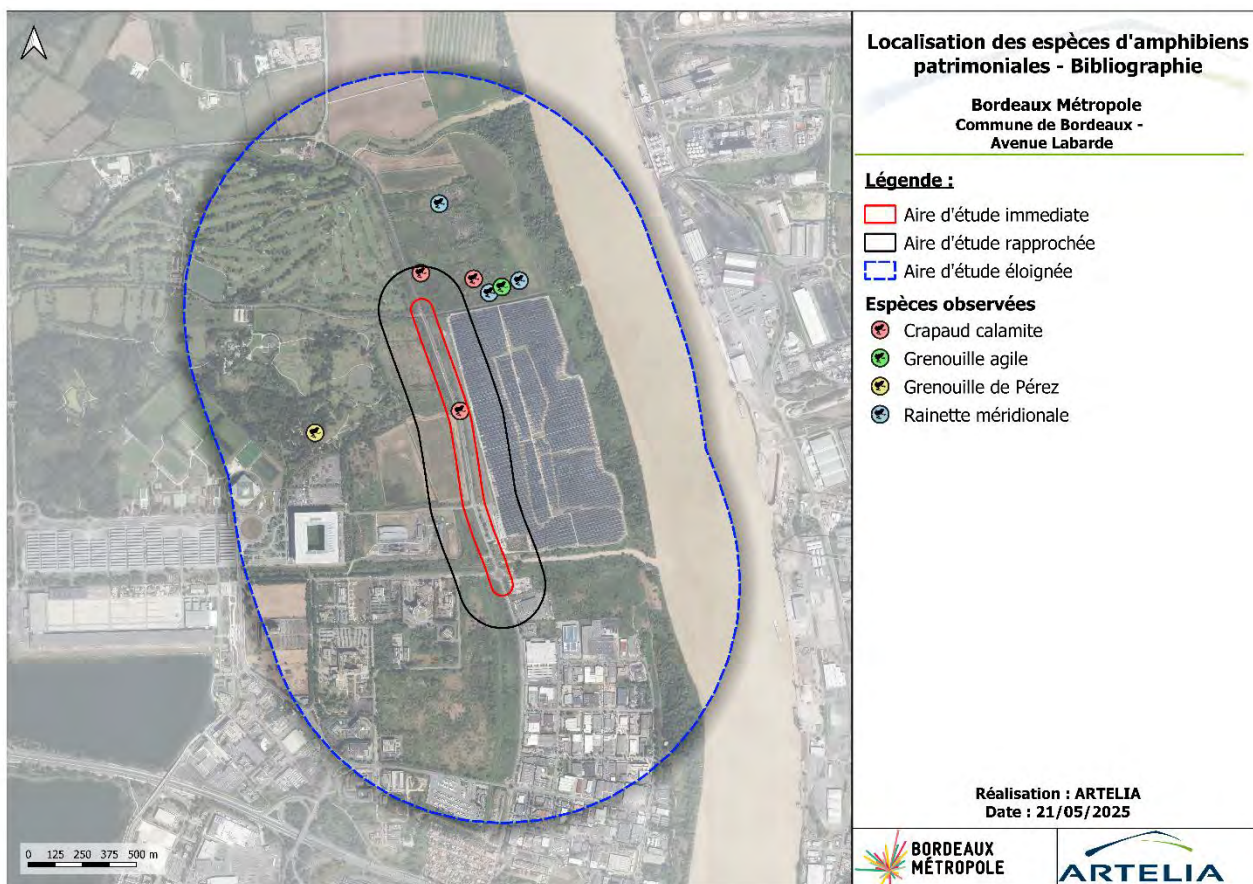 Localisation des espèces d'amphibiens
patrimoniales - Bibliographie
Bordeaux Métropole
Commune de Bordeaux -
Avenue Labarde
Légende :
Aire d'étude immediate
Aire d'étude rapprochée
Aire d'étude éloignée
Espèces observées
Crapaud calamite
Grenouille agile
Grenouille de Pérez
Rainette méridionale
Réalisation : ARTELIA
Date : 21/05/2025
BORDEAUX
MÉTROPOLE
ARTELIA
0 125 250 375 500 m